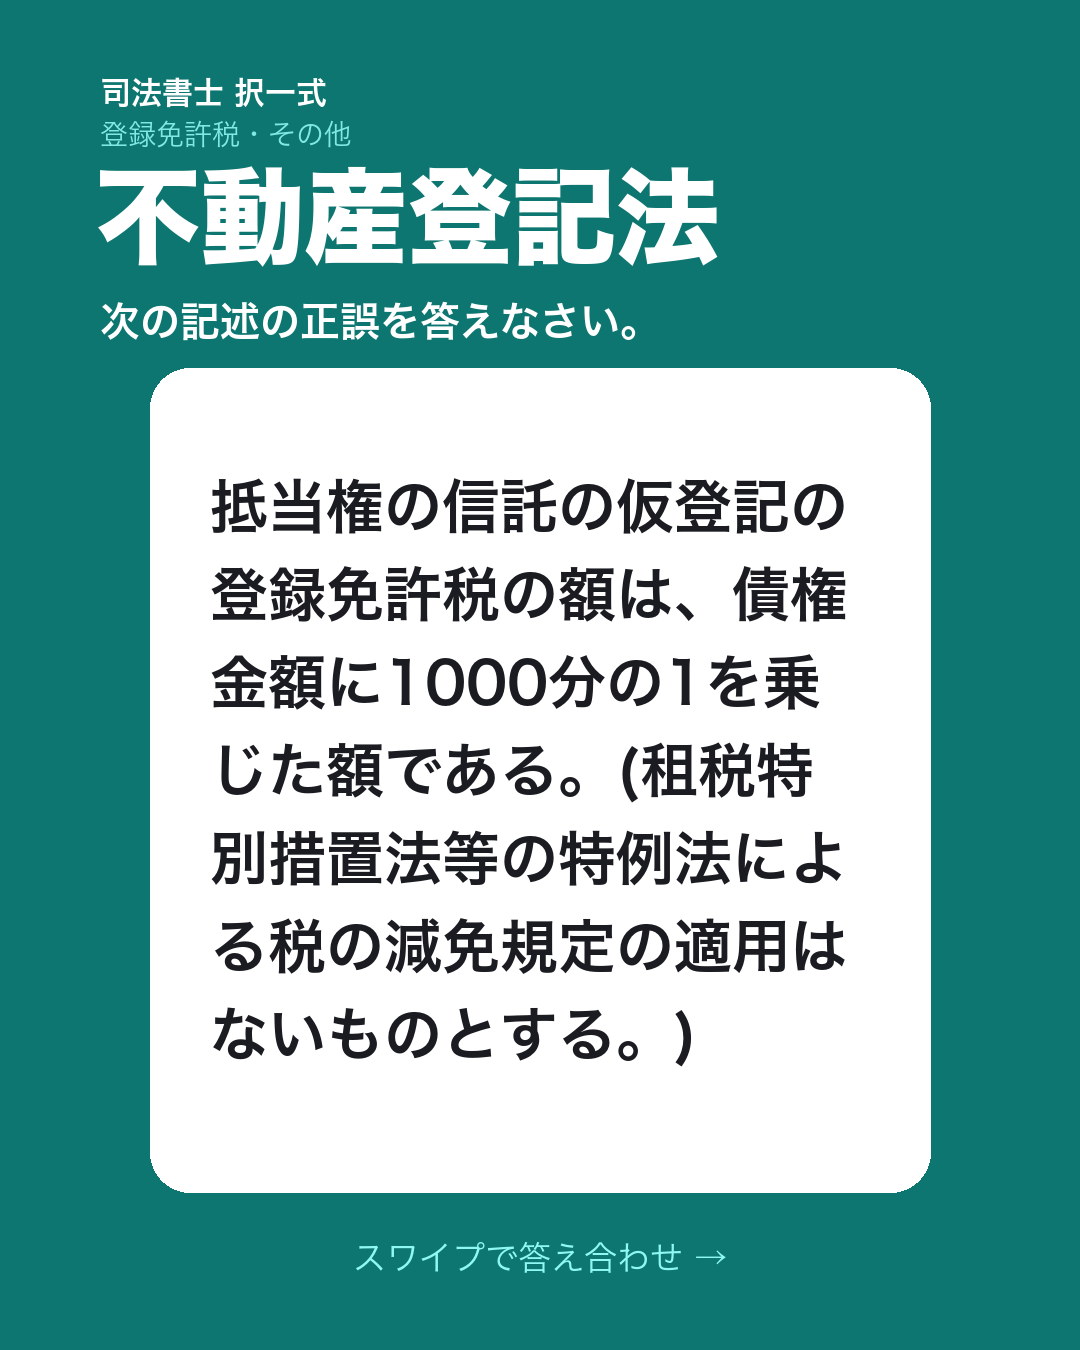 司法書士 択一式
登録免許税・その他
不動産登記法
次の記述の正誤を答えなさい。
抵当権の信託の仮登記の
登録免許税の額は、債権
金額に1000分の1を乗
じた額である。(租税特
別措置法等の特例法によ
る税の減免規定の適用は
ないものとする。)
スワイプで答え合わせ →